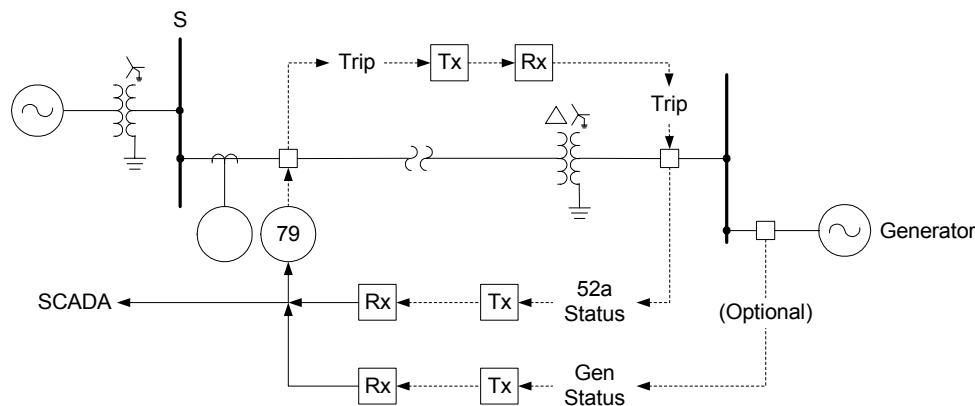 S
Trip
Tx
Rx
Trip
79
Generator
SCADA
Rx
Tx
52a
Status
(Optional)
Rx
Tx
Gen
Status